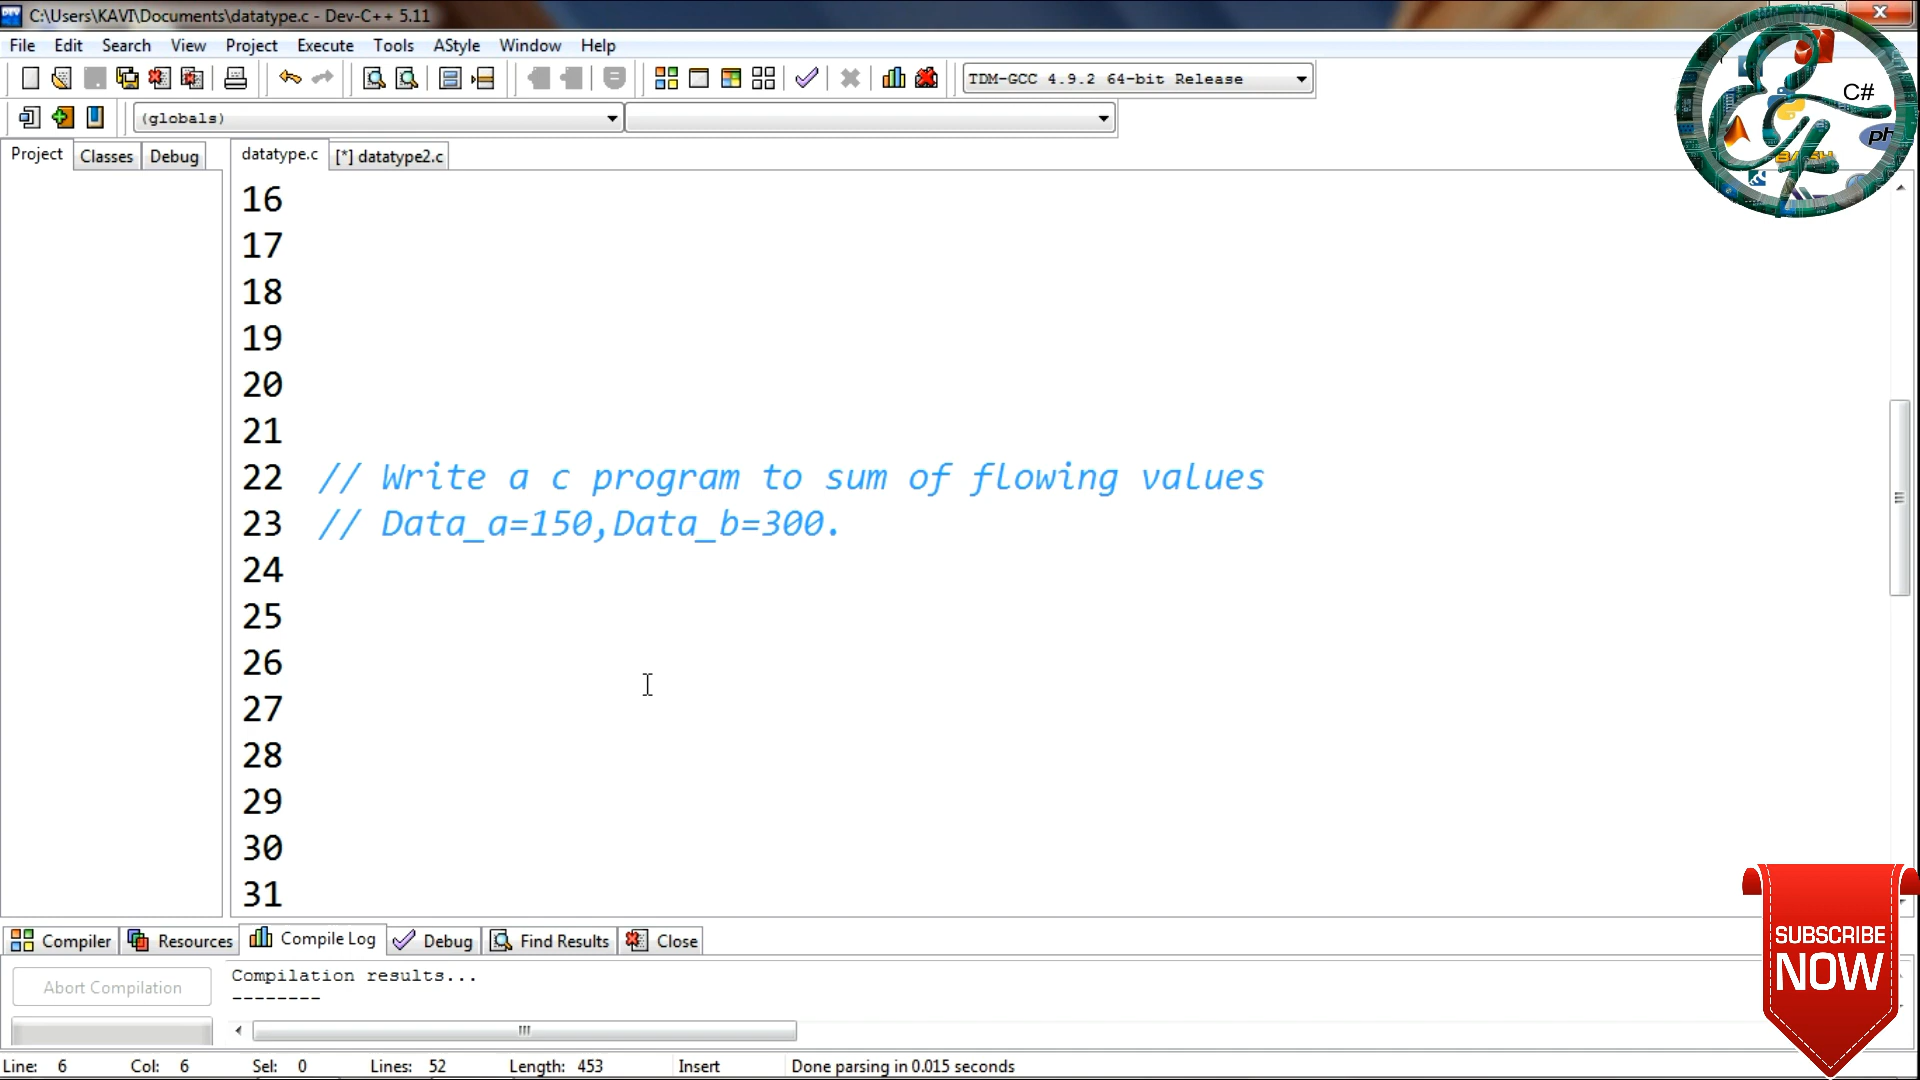 C:\Users\KAVI\Documents\datatype.c - Dev-C++ 5.11
File Edit Search View Project Execute Tools AStyle Window Help
TDM-GCC 4.9.2 64-bit Release
(globals)
Project Classes Debug datatype.c [*] datatype2.c
C#
16
17
18
19
20
21
22 // Write a c program to sum of flowing values
23 // Data_a=150,Data_b=300.
24
25
26
27
28
29
30
31
Compiler Resources Compile Log Debug Find Results Close
Abort Compilation
Compilation results...
--------
SUBSCRIBE
NOW
Line: 6 Col: 6 Sel: 0 Lines: 52 Length: 453 Insert Done parsing in 0.015 seconds